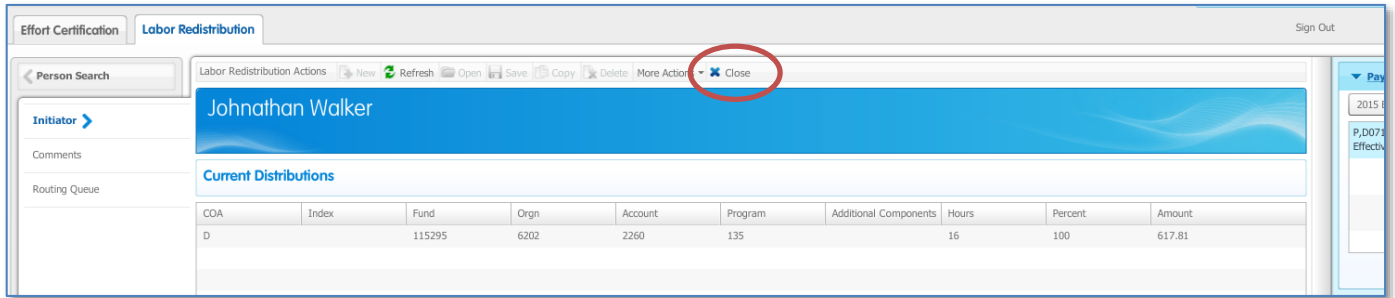 Effort Certification Labor Redistribution Sign Out
Person Search
Labor Redistribution Actions New Refresh Open Save Copy Delete More Actions Close
Pay
2015
Johnathan Walker
Initiator
P,D071
Effectiv
Comments
Current Distributions
Routing Queue
COA Index Fund Orgn Account Program Additional Components Hours Percent Amount
D 115295 6202 2260 135 16 100 617.81